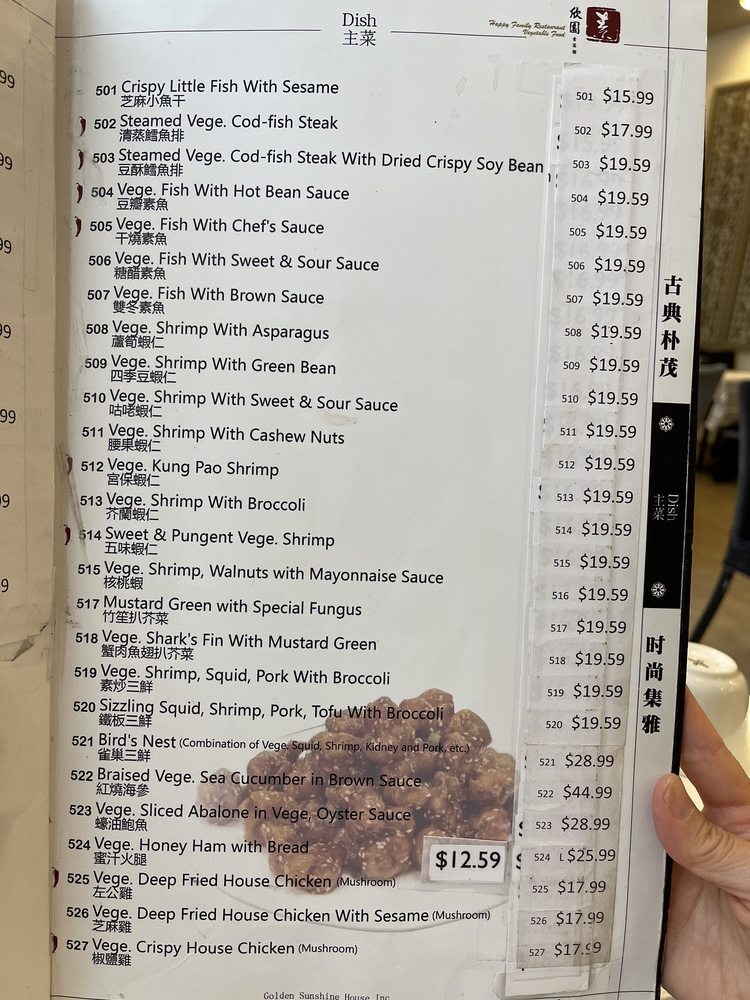 Dish
主菜
Happy Family Restaurant
Vegetable Food
欣園
素菜館
501 Crispy Little Fish With Sesame 501 $15.99
芝麻小魚干
502 Steamed Vege. Cod-fish Steak 502 $17.99
清蒸鱈魚排
503 Steamed Vege. Cod-fish Steak With Dried Crispy Soy Bean 503 $19.59
豆酥鱈魚排
504 Vege. Fish With Hot Bean Sauce 504 $19.59
豆瓣素魚
505 Vege. Fish With Chef's Sauce 505 $19.59
干燒素魚
506 Vege. Fish With Sweet & Sour Sauce 506 $19.59
糖醋素魚
507 Vege. Fish With Brown Sauce 507 $19.59
雙冬素魚
508 Vege. Shrimp With Asparagus 508 $19.59
蘆筍蝦仁
509 Vege. Shrimp With Green Bean 509 $19.59
四季豆蝦仁
510 Vege. Shrimp With Sweet & Sour Sauce 510 $19.59
咕咾蝦仁
511 Vege. Shrimp With Cashew Nuts 511 $19.59
腰果蝦仁
512 Vege. Kung Pao Shrimp 512 $19.59
宮保蝦仁
513 Vege. Shrimp With Broccoli 513 $19.59
芥蘭蝦仁
514 Sweet & Pungent Vege. Shrimp 514 $19.59
五味蝦仁
515 Vege. Shrimp, Walnuts with Mayonnaise Sauce 515 $19.59
核桃蝦
516 $19.59
517 Mustard Green with Special Fungus 517 $19.59
竹笙扒芥菜
518 Vege. Shark's Fin With Mustard Green 518 $19.59
蟹肉魚翅扒芥菜
519 Vege. Shrimp, Squid, Pork With Broccoli 519 $19.59
素炒三鮮
520 Sizzling Squid, Shrimp, Pork, Tofu With Broccoli 520 $19.59
鐵板三鮮
521 Bird's Nest (Combination of Vege. Squid, Shrimp, Kidney and Pork, etc.) 521 $28.99
雀巢三鮮
522 Braised Vege. Sea Cucumber in Brown Sauce 522 $44.99
紅燒海參
523 Vege. Sliced Abalone in Vege, Oyster Sauce 523 $28.99
蠔油鮑魚
524 Vege. Honey Ham with Bread $12.59 524 L $25.99
蜜汁火腿
525 Vege. Deep Fried House Chicken (Mushroom) 525 $17.99
左公雞
526 Vege. Deep Fried House Chicken With Sesame (Mushroom) 526 $17.99
芝麻雞
527 Vege. Crispy House Chicken (Mushroom) 527 $17.59
椒鹽雞
古典朴茂
Dish
主菜
时尚集雅
Golden Sunshine House Inc